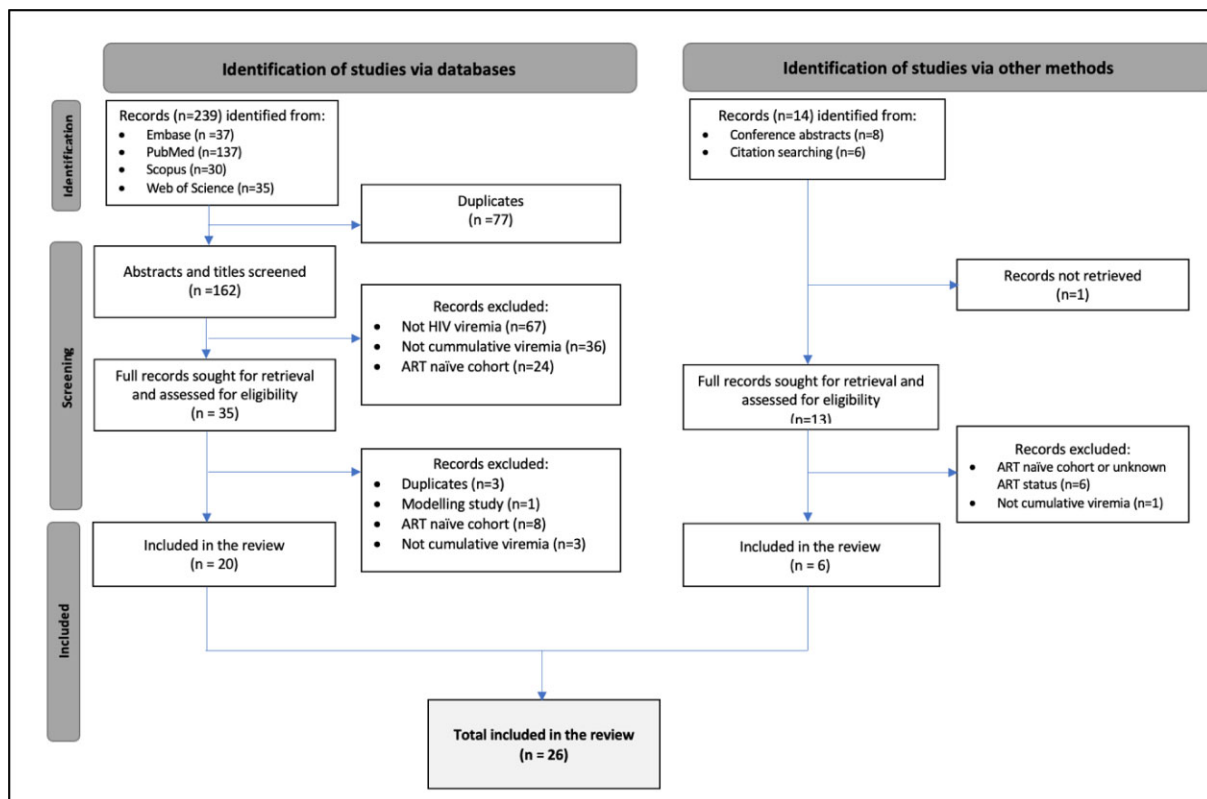 Identification of studies via databases
Identification of studies via other methods
Identification
Records (n=239) identified from:
• Embase (n =37)
• PubMed (n=137)
• Scopus (n=30)
• Web of Science (n=35)
Records (n=14) identified from:
• Conference abstracts (n=8)
• Citation searching (n=6)
Duplicates
(n =77)
Screening
Abstracts and titles screened
(n =162)
Records not retrieved
(n=1)
Records excluded:
• Not HIV viremia (n=67)
• Not cummulative viremia (n=36)
• ART naïve cohort (n=24)
Full records sought for retrieval
and assessed for eligibility
(n = 35)
Full records sought for retrieval and
assessed for eligibility
(n=13)
Records excluded:
• Duplicates (n=3)
• Modelling study (n=1)
• ART naïve cohort (n=8)
• Not cumulative viremia (n=3)
Records excluded:
• ART naïve cohort or unknown
ART status (n=6)
• Not cumulative viremia (n=1)
Included
Included in the review
(n = 20)
Included in the review
(n = 6)
Total included in the review
(n = 26)